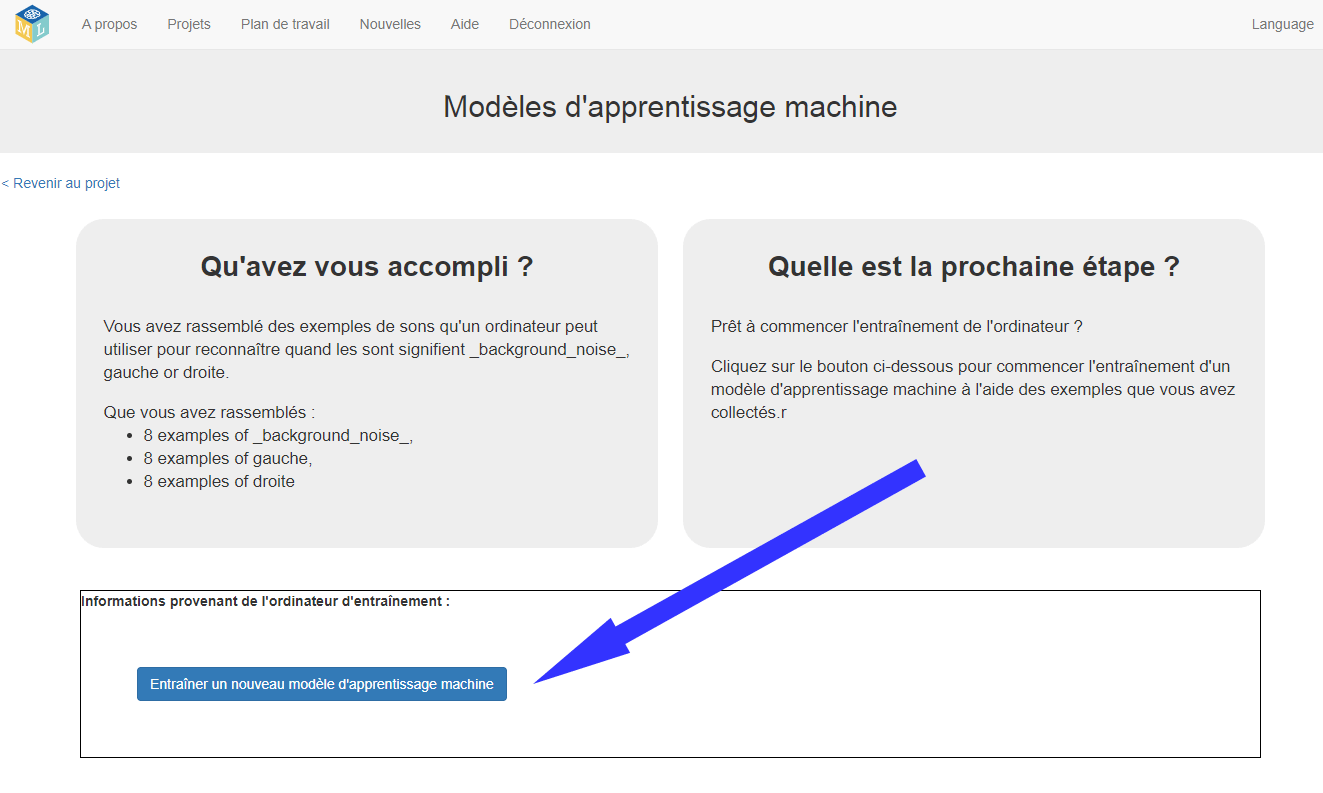 ML
A propos Projets Plan de travail Nouvelles Aide Déconnexion Language
Modèles d'apprentissage machine
< Revenir au projet
Qu'avez vous accompli ?
Vous avez rassemblé des exemples de sons qu'un ordinateur peut
utiliser pour reconnaître quand les sont signifient _background_noise_,
gauche or droite.
Que vous avez rassemblés :
• 8 examples of _background_noise_,
• 8 examples of gauche,
• 8 examples of droite
Quelle est la prochaine étape ?
Prêt à commencer l'entraînement de l'ordinateur ?
Cliquez sur le bouton ci-dessous pour commencer l'entraînement d'un
modèle d'apprentissage machine à l'aide des exemples que vous avez
collectés.r
Informations provenant de l'ordinateur d'entraînement :
Entraîner un nouveau modèle d'apprentissage machine